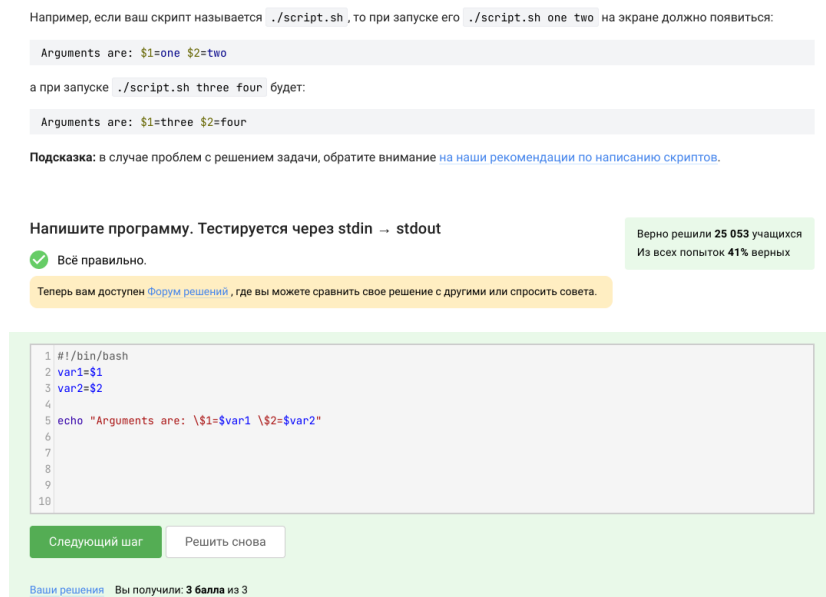 Например, если ваш скрипт называется ./script.sh , то при запуске его ./script.sh one two на экране должно появиться:
Arguments are: $1=one $2=two
а при запуске ./script.sh three four будет:
Arguments are: $1=three $2=four
Подсказка: в случае проблем с решением задачи, обратите внимание на наши рекомендации по написанию скриптов.
Напишите программу. Тестируется через stdin → stdout
Верно решили 25 053 учащихся
Из всех попыток 41% верных
Всё правильно.
Теперь вам доступен Форум решений , где вы можете сравнить свое решение с другими или спросить совета.
1 #!/bin/bash
2 var1=$1
3 var2=$2
4
5 echo "Arguments are: \$1=$var1 \$2=$var2"
6
7
8
9
10
Следующий шаг Решить снова
Ваши решения Вы получили: 3 балла из 3